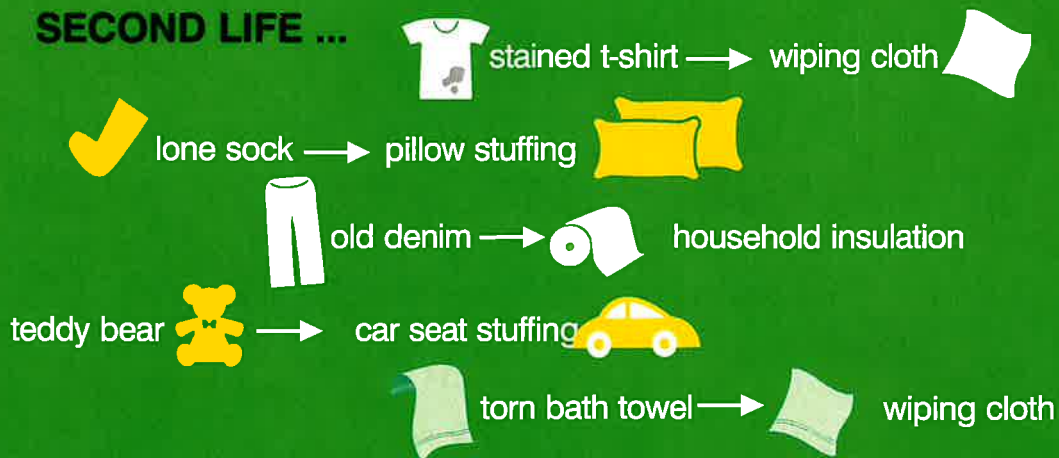 SECOND LIFE ...
stained t-shirt → wiping cloth
lone sock → pillow stuffing
old denim → household insulation
teddy bear → car seat stuffing
torn bath towel → wiping cloth